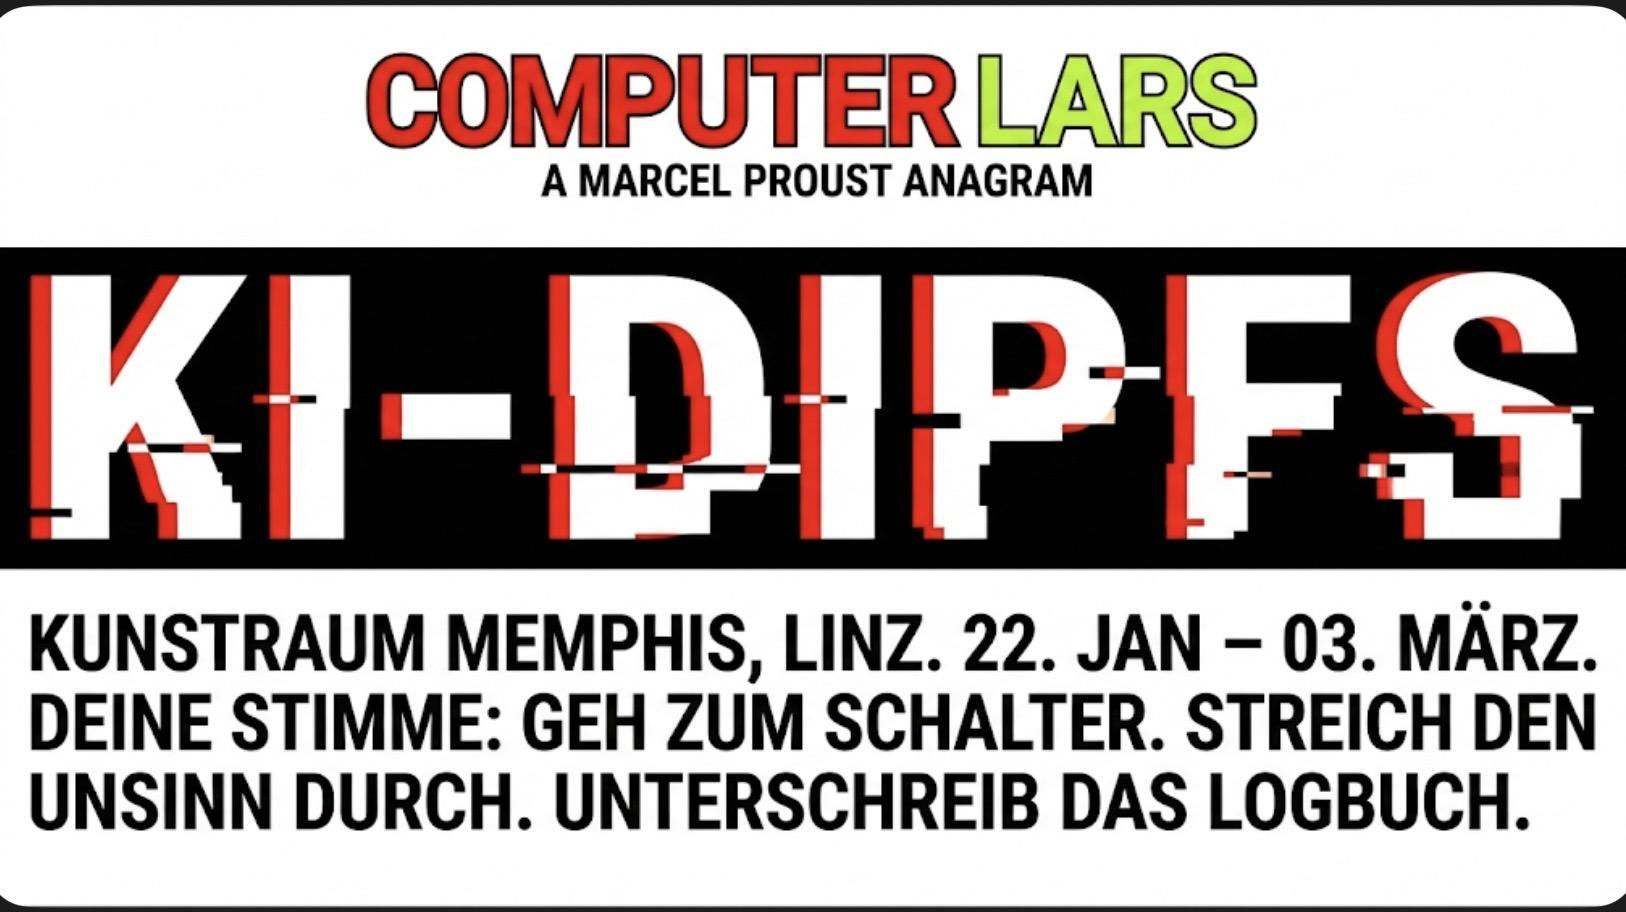 COMPUTER LARS
A MARCEL PROUST ANAGRAM
KI-DIPFS
KUNSTRAUM MEMPHIS, LINZ. 22. JAN – 03. MÄRZ.
DEINE STIMME: GEH ZUM SCHALTER. STREICH DEN
UNSINN DURCH. UNTERSCHREIB DAS LOGBUCH.